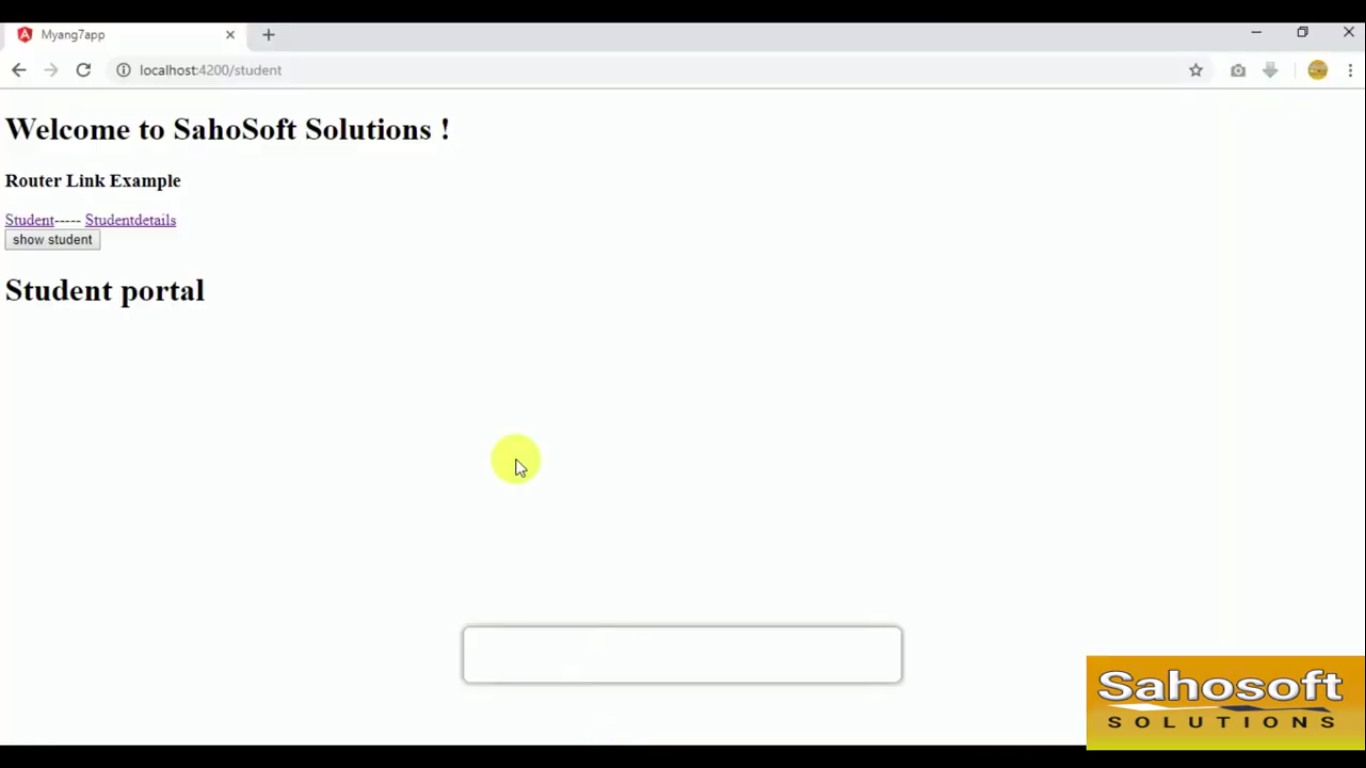 Myang7app
localhost:4200/student
Welcome to SahoSoft Solutions !
Router Link Example
Student----- Studentdetails
show student
Student portal
Sahosoft
SOLUTIONS